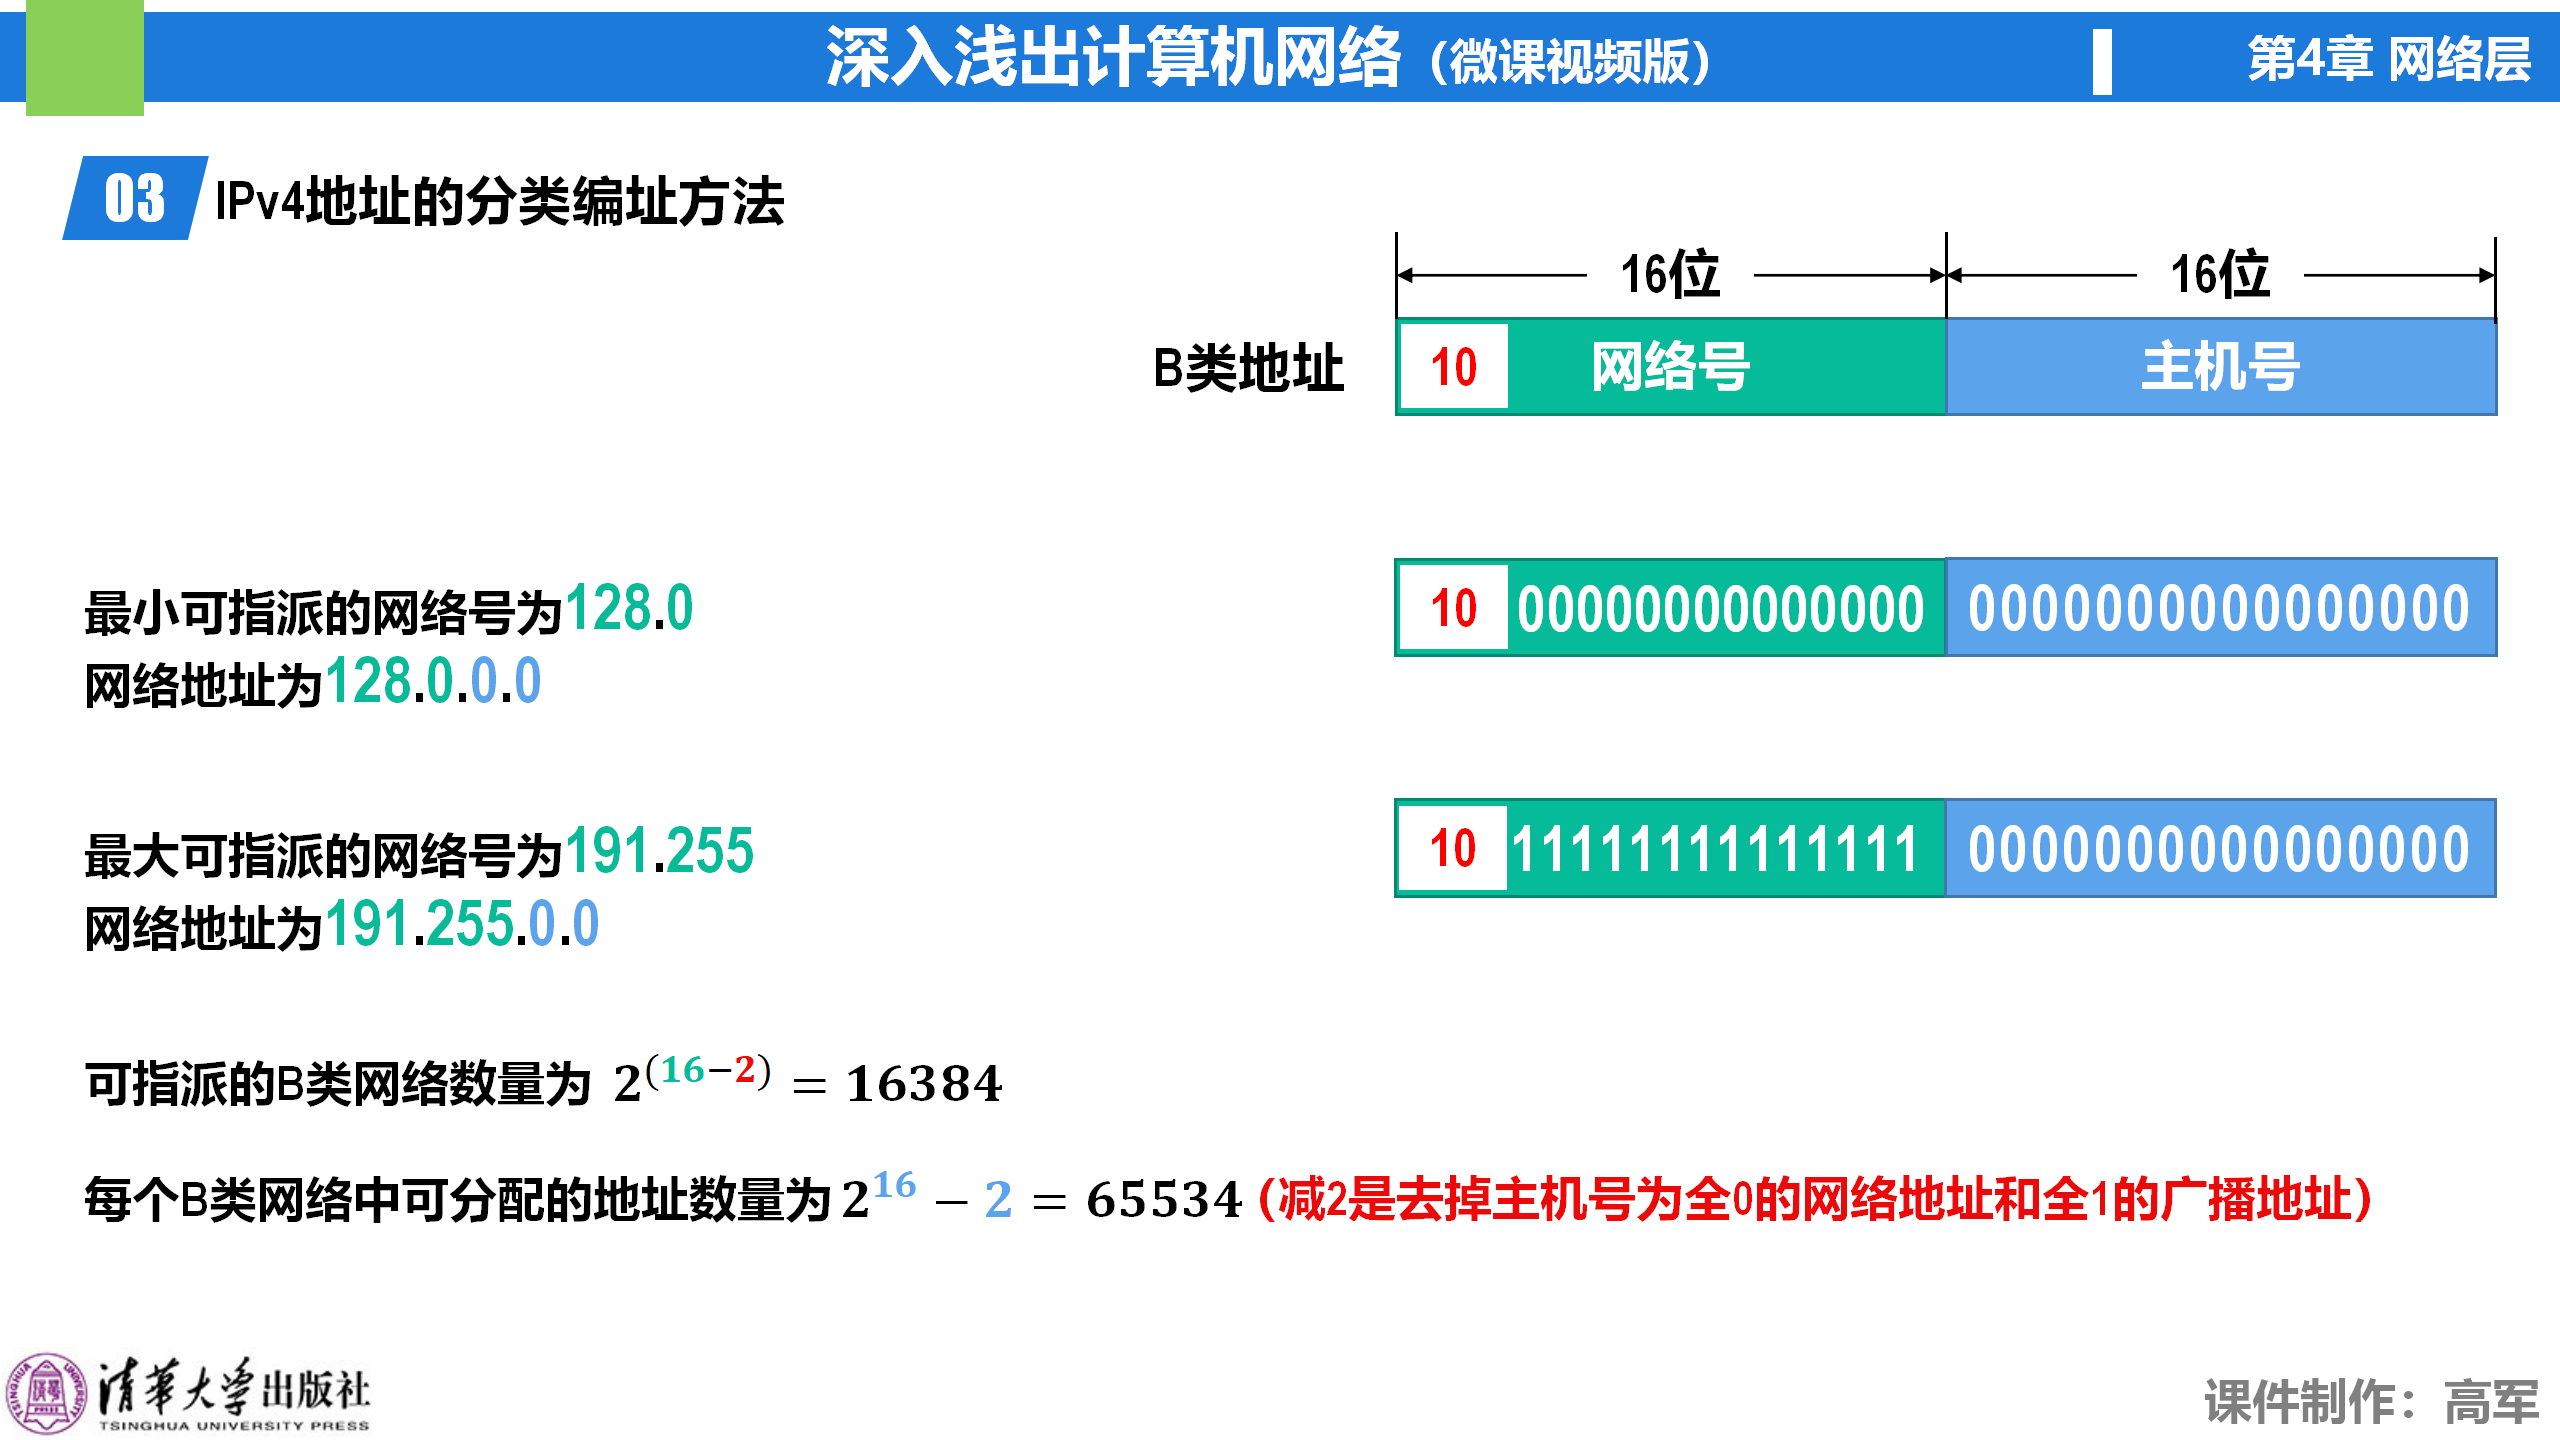 深入浅出计算机网络（微课视频版）
第4章 网络层
03 IPv4地址的分类编址方法
16位 16位
B类地址 10 网络号 主机号
最小可指派的网络号为128.0
网络地址为128.0.0.0
10 00000000000000 0000000000000000
最大可指派的网络号为191.255
网络地址为191.255.0.0
10 11111111111111 0000000000000000
可指派的B类网络数量为 2^(16−2) = 16384
每个B类网络中可分配的地址数量为 2^16 − 2 = 65534（减2是去掉主机号为全0的网络地址和全1的广播地址）
清华大学出版社
TSINGHUA UNIVERSITY PRESS
课件制作：高军